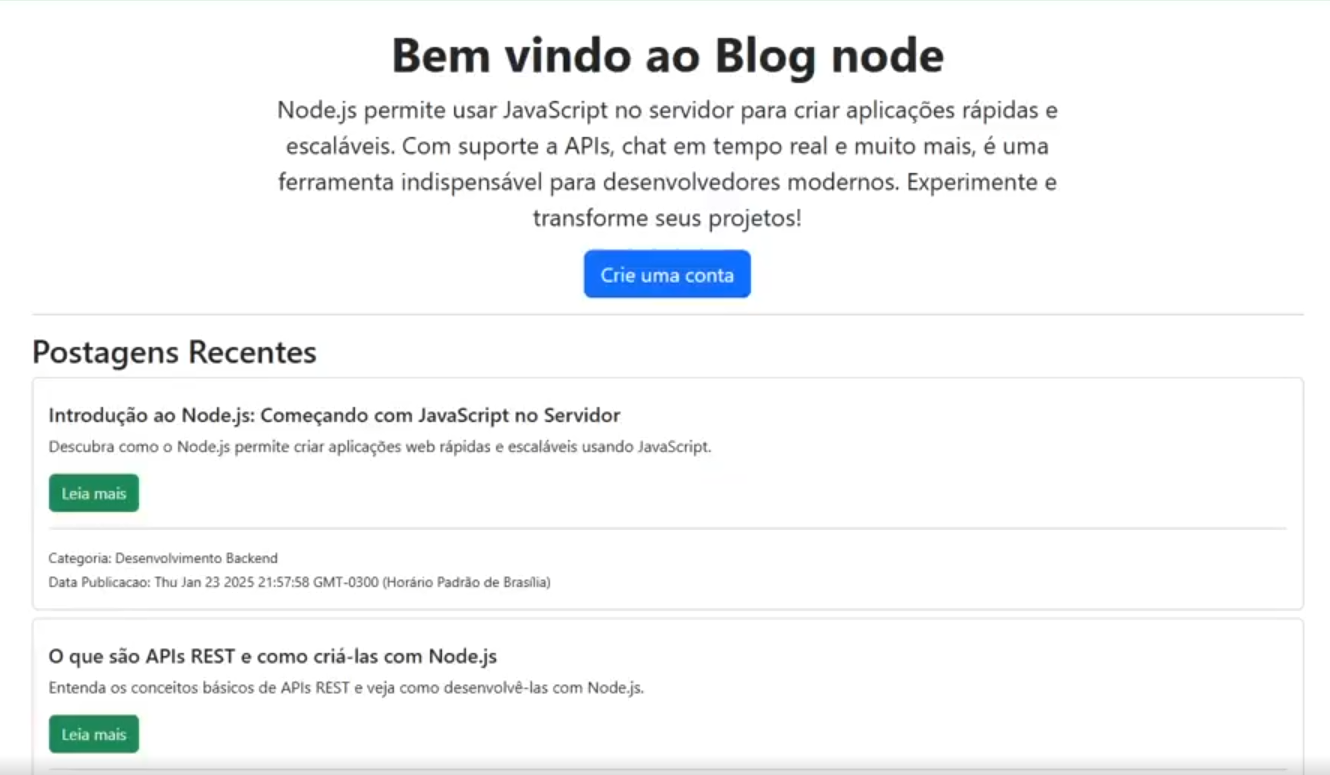 Bem vindo ao Blog node
Node.js permite usar JavaScript no servidor para criar aplicações rápidas e
escaláveis. Com suporte a APIs, chat em tempo real e muito mais, é uma
ferramenta indispensável para desenvolvedores modernos. Experimente e
transforme seus projetos!
Crie uma conta
Postagens Recentes
Introdução ao Node.js: Começando com JavaScript no Servidor
Descubra como o Node.js permite criar aplicações web rápidas e escaláveis usando JavaScript.
Leia mais
Categoria: Desenvolvimento Backend
Data Publicacao: Thu Jan 23 2025 21:57:58 GMT-0300 (Horário Padrão de Brasília)
O que são APIs REST e como criá-las com Node.js
Entenda os conceitos básicos de APIs REST e veja como desenvolvê-las com Node.js.
Leia mais